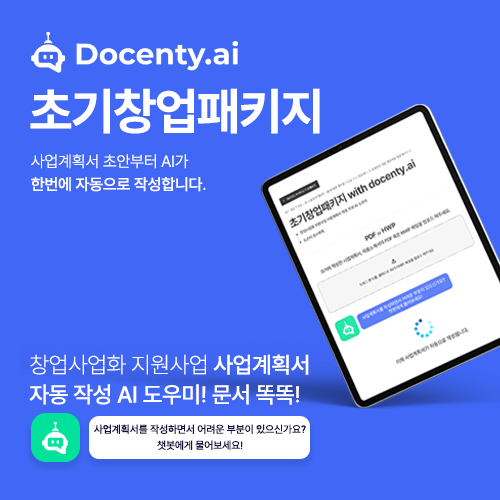 Docenty.ai
초기창업패키지
사업계획서 초안부터 AI가
한번에 자동으로 작성합니다.
초기창업패키지 with docenty.ai
PDF or HWP
창업사업화 지원사업 사업계획서
자동 작성 AI 도우미! 문서 똑똑!
사업계획서를 작성하면서 어려운 부분이 있으신가요?
챗봇에게 물어보세요!